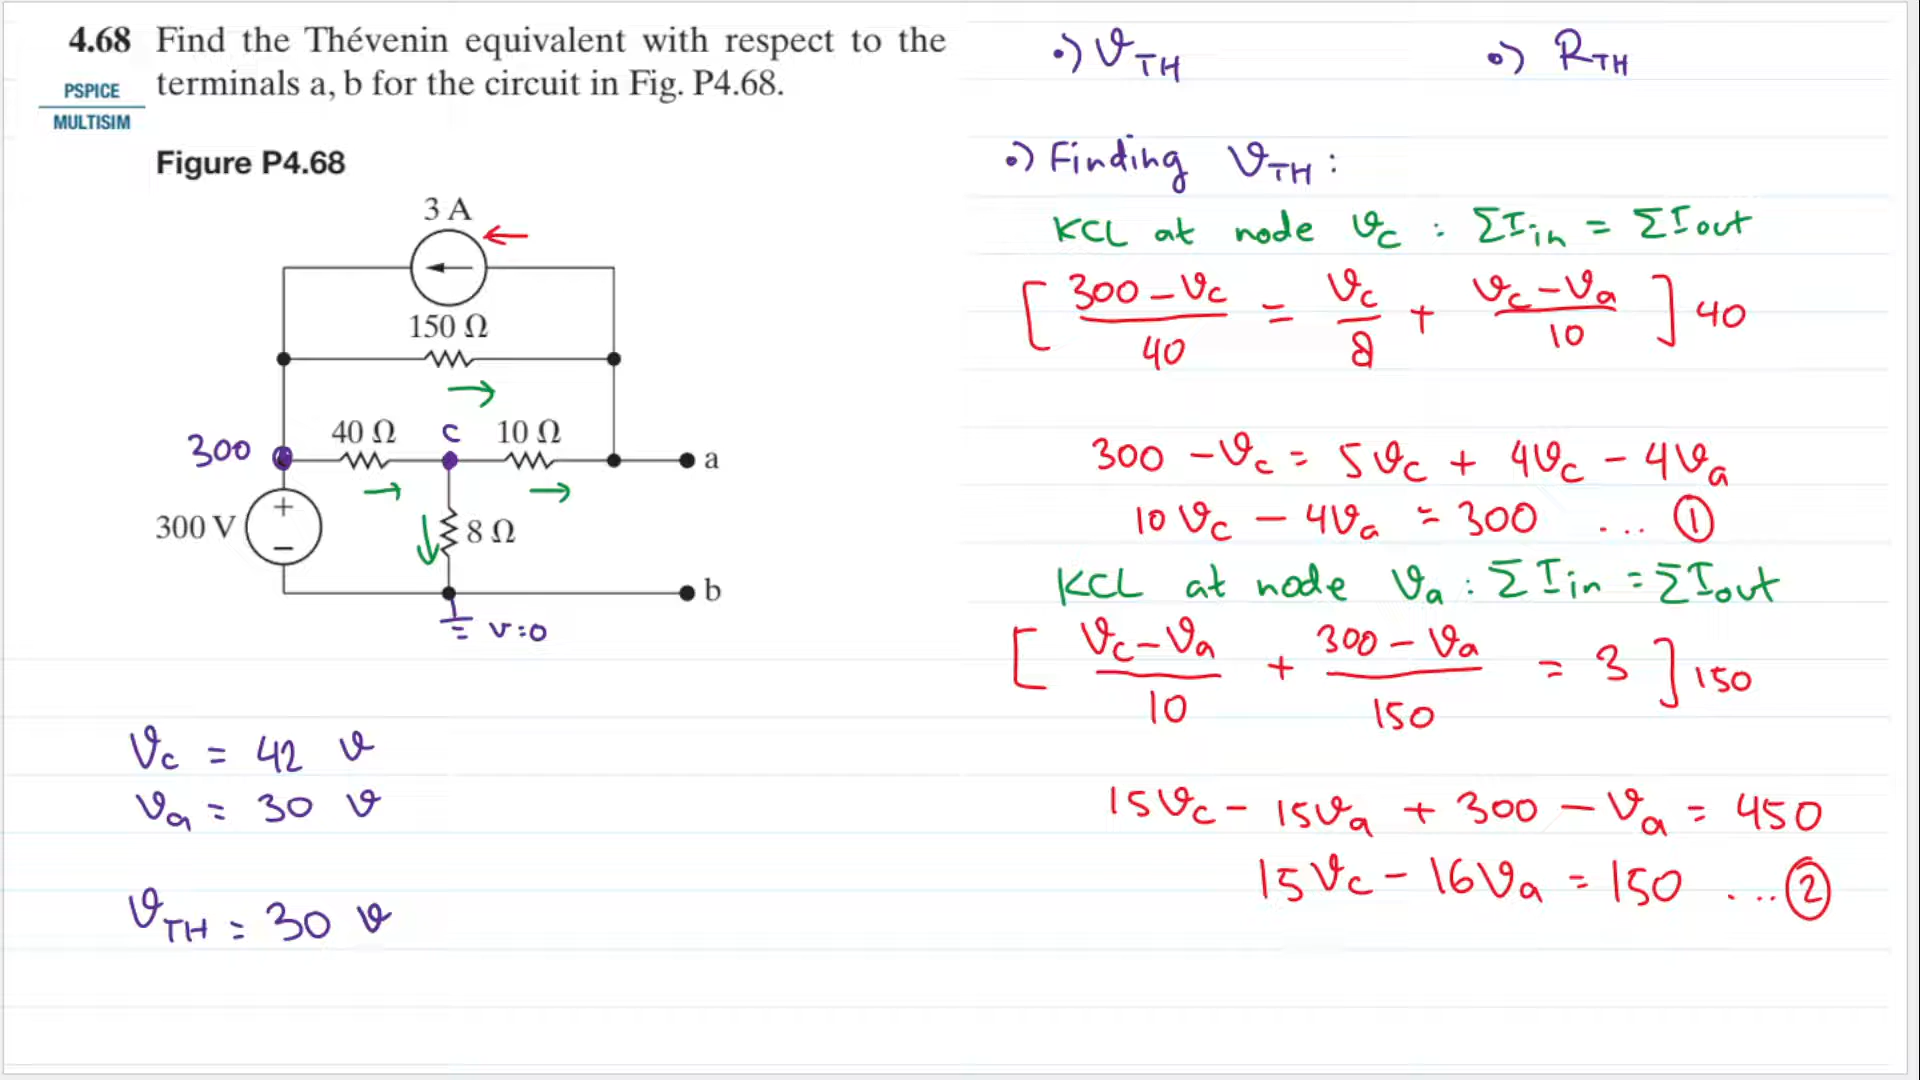 4.68 Find the Thévenin equivalent with respect to the
PSPICE
MULTISIM
terminals a, b for the circuit in Fig. P4.68.
Figure P4.68
3 A
150 Ω
40 Ω
c
10 Ω
300
a
300 V
+
−
8 Ω
b
v=0
Vc = 42 v
Va = 30 v
VTH = 30 v
•) VTH
•) RTH
•) Finding VTH :
KCL at node Vc : ΣIin = ΣIout
[ (300 − Vc)/40 = Vc/8 + (Vc − Va)/10 ] 40
300 − Vc = 5Vc + 4Vc − 4Va
10Vc − 4Va = 300 ... ①
KCL at node Va : ΣIin = ΣIout
[ (Vc − Va)/10 + (300 − Va)/150 = 3 ] 150
15Vc − 15Va + 300 − Va = 450
15Vc − 16Va = 150 ... ②